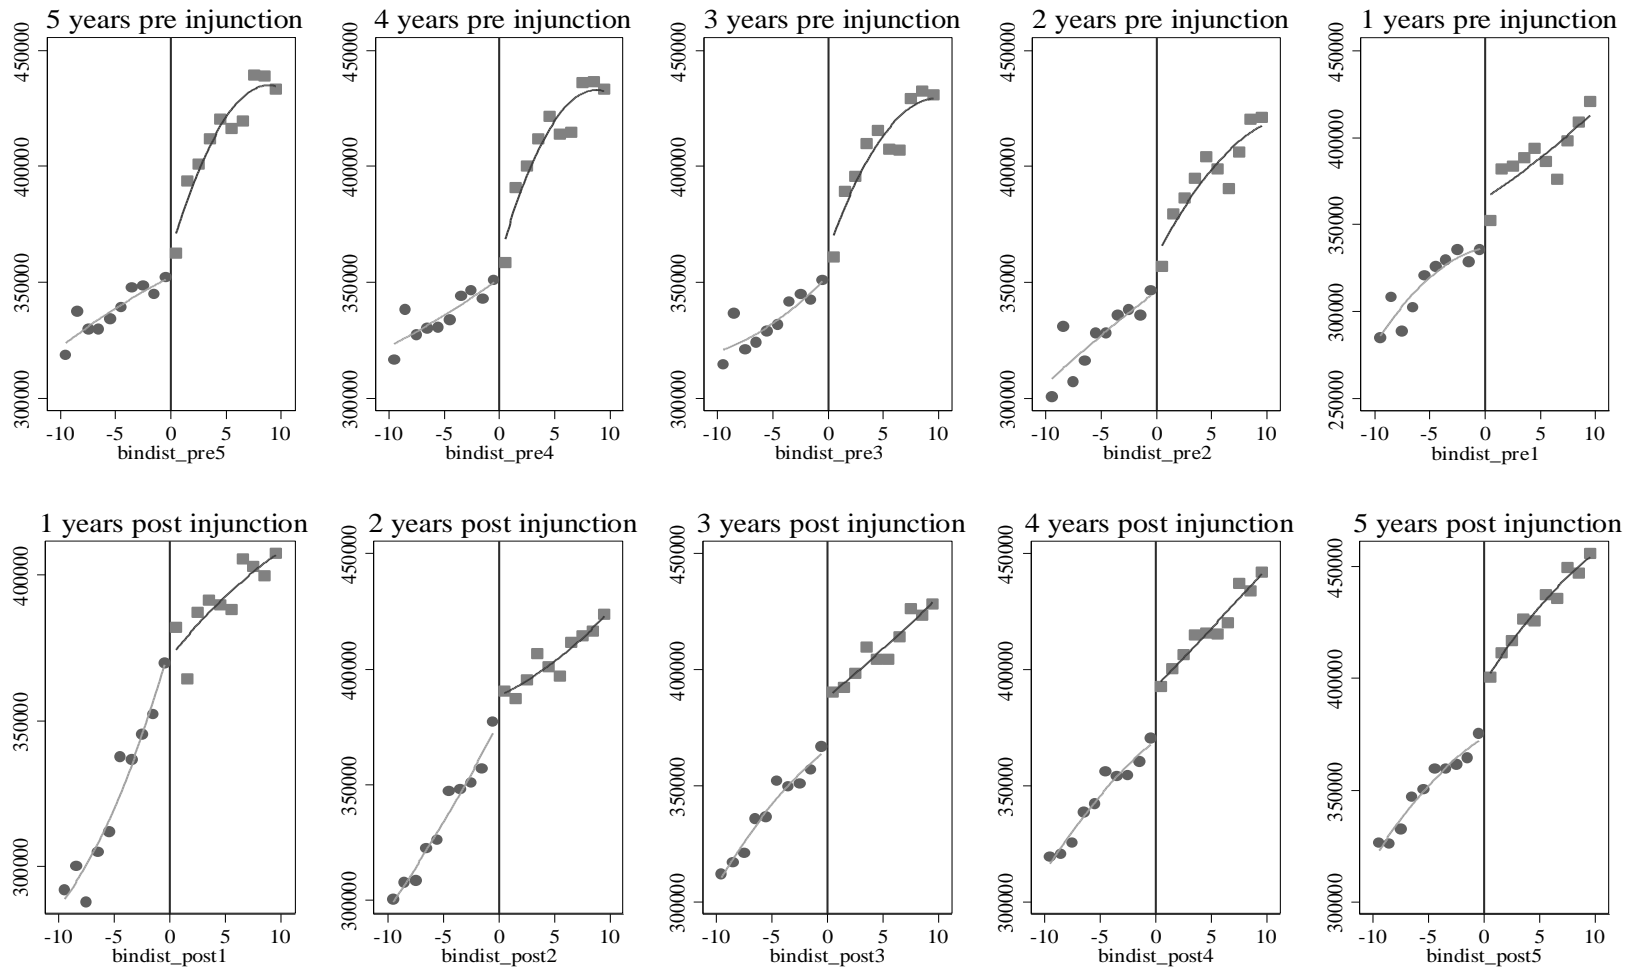 5 years pre injunction
450000
400000
350000
300000
-10 -5 0 5 10
bindist_pre5
4 years pre injunction
450000
400000
350000
300000
-10 -5 0 5 10
bindist_pre4
3 years pre injunction
450000
400000
350000
300000
-10 -5 0 5 10
bindist_pre3
2 years pre injunction
450000
400000
350000
300000
-10 -5 0 5 10
bindist_pre2
1 years pre injunction
450000
400000
350000
300000
250000
-10 -5 0 5 10
bindist_pre1
1 years post injunction
400000
350000
300000
-10 -5 0 5 10
bindist_post1
2 years post injunction
450000
400000
350000
300000
-10 -5 0 5 10
bindist_post2
3 years post injunction
450000
400000
350000
300000
-10 -5 0 5 10
bindist_post3
4 years post injunction
450000
400000
350000
300000
-10 -5 0 5 10
bindist_post4
5 years post injunction
450000
400000
350000
300000
-10 -5 0 5 10
bindist_post5